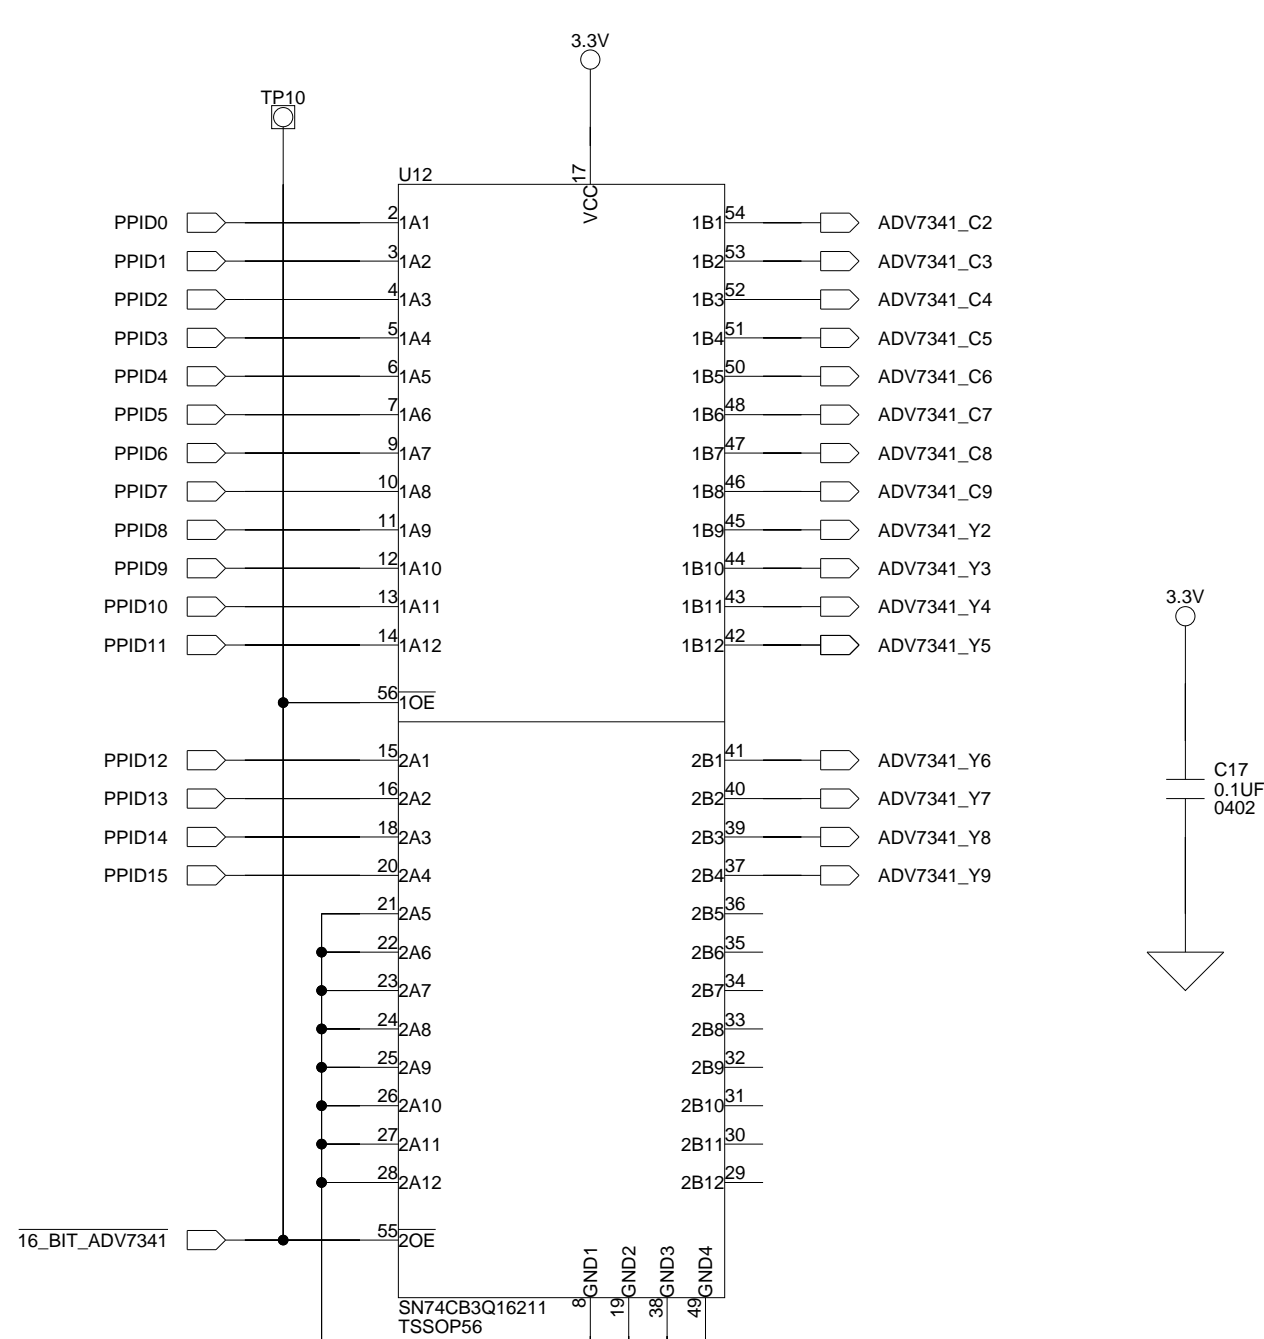 3.3V
TP10
U12
17
VCC
PPID0 2 1A1 1B1 54 ADV7341_C2
PPID1 3 1A2 1B2 53 ADV7341_C3
PPID2 4 1A3 1B3 52 ADV7341_C4
PPID3 5 1A4 1B4 51 ADV7341_C5
PPID4 6 1A5 1B5 50 ADV7341_C6
PPID5 7 1A6 1B6 48 ADV7341_C7
PPID6 9 1A7 1B7 47 ADV7341_C8
PPID7 10 1A8 1B8 46 ADV7341_C9
PPID8 11 1A9 1B9 45 ADV7341_Y2
PPID9 12 1A10 1B10 44 ADV7341_Y3
PPID10 13 1A11 1B11 43 ADV7341_Y4
PPID11 14 1A12 1B12 42 ADV7341_Y5
56 1OE
PPID12 15 2A1 2B1 41 ADV7341_Y6
PPID13 16 2A2 2B2 40 ADV7341_Y7
PPID14 18 2A3 2B3 39 ADV7341_Y8
PPID15 20 2A4 2B4 37 ADV7341_Y9
21 2A5 2B5 36
22 2A6 2B6 35
23 2A7 2B7 34
24 2A8 2B8 33
25 2A9 2B9 32
26 2A10 2B10 31
27 2A11 2B11 30
28 2A12 2B12 29
16_BIT_ADV7341 55 2OE
8 GND1
19 GND2
38 GND3
49 GND4
SN74CB3Q16211
TSSOP56
3.3V
C17
0.1UF
0402